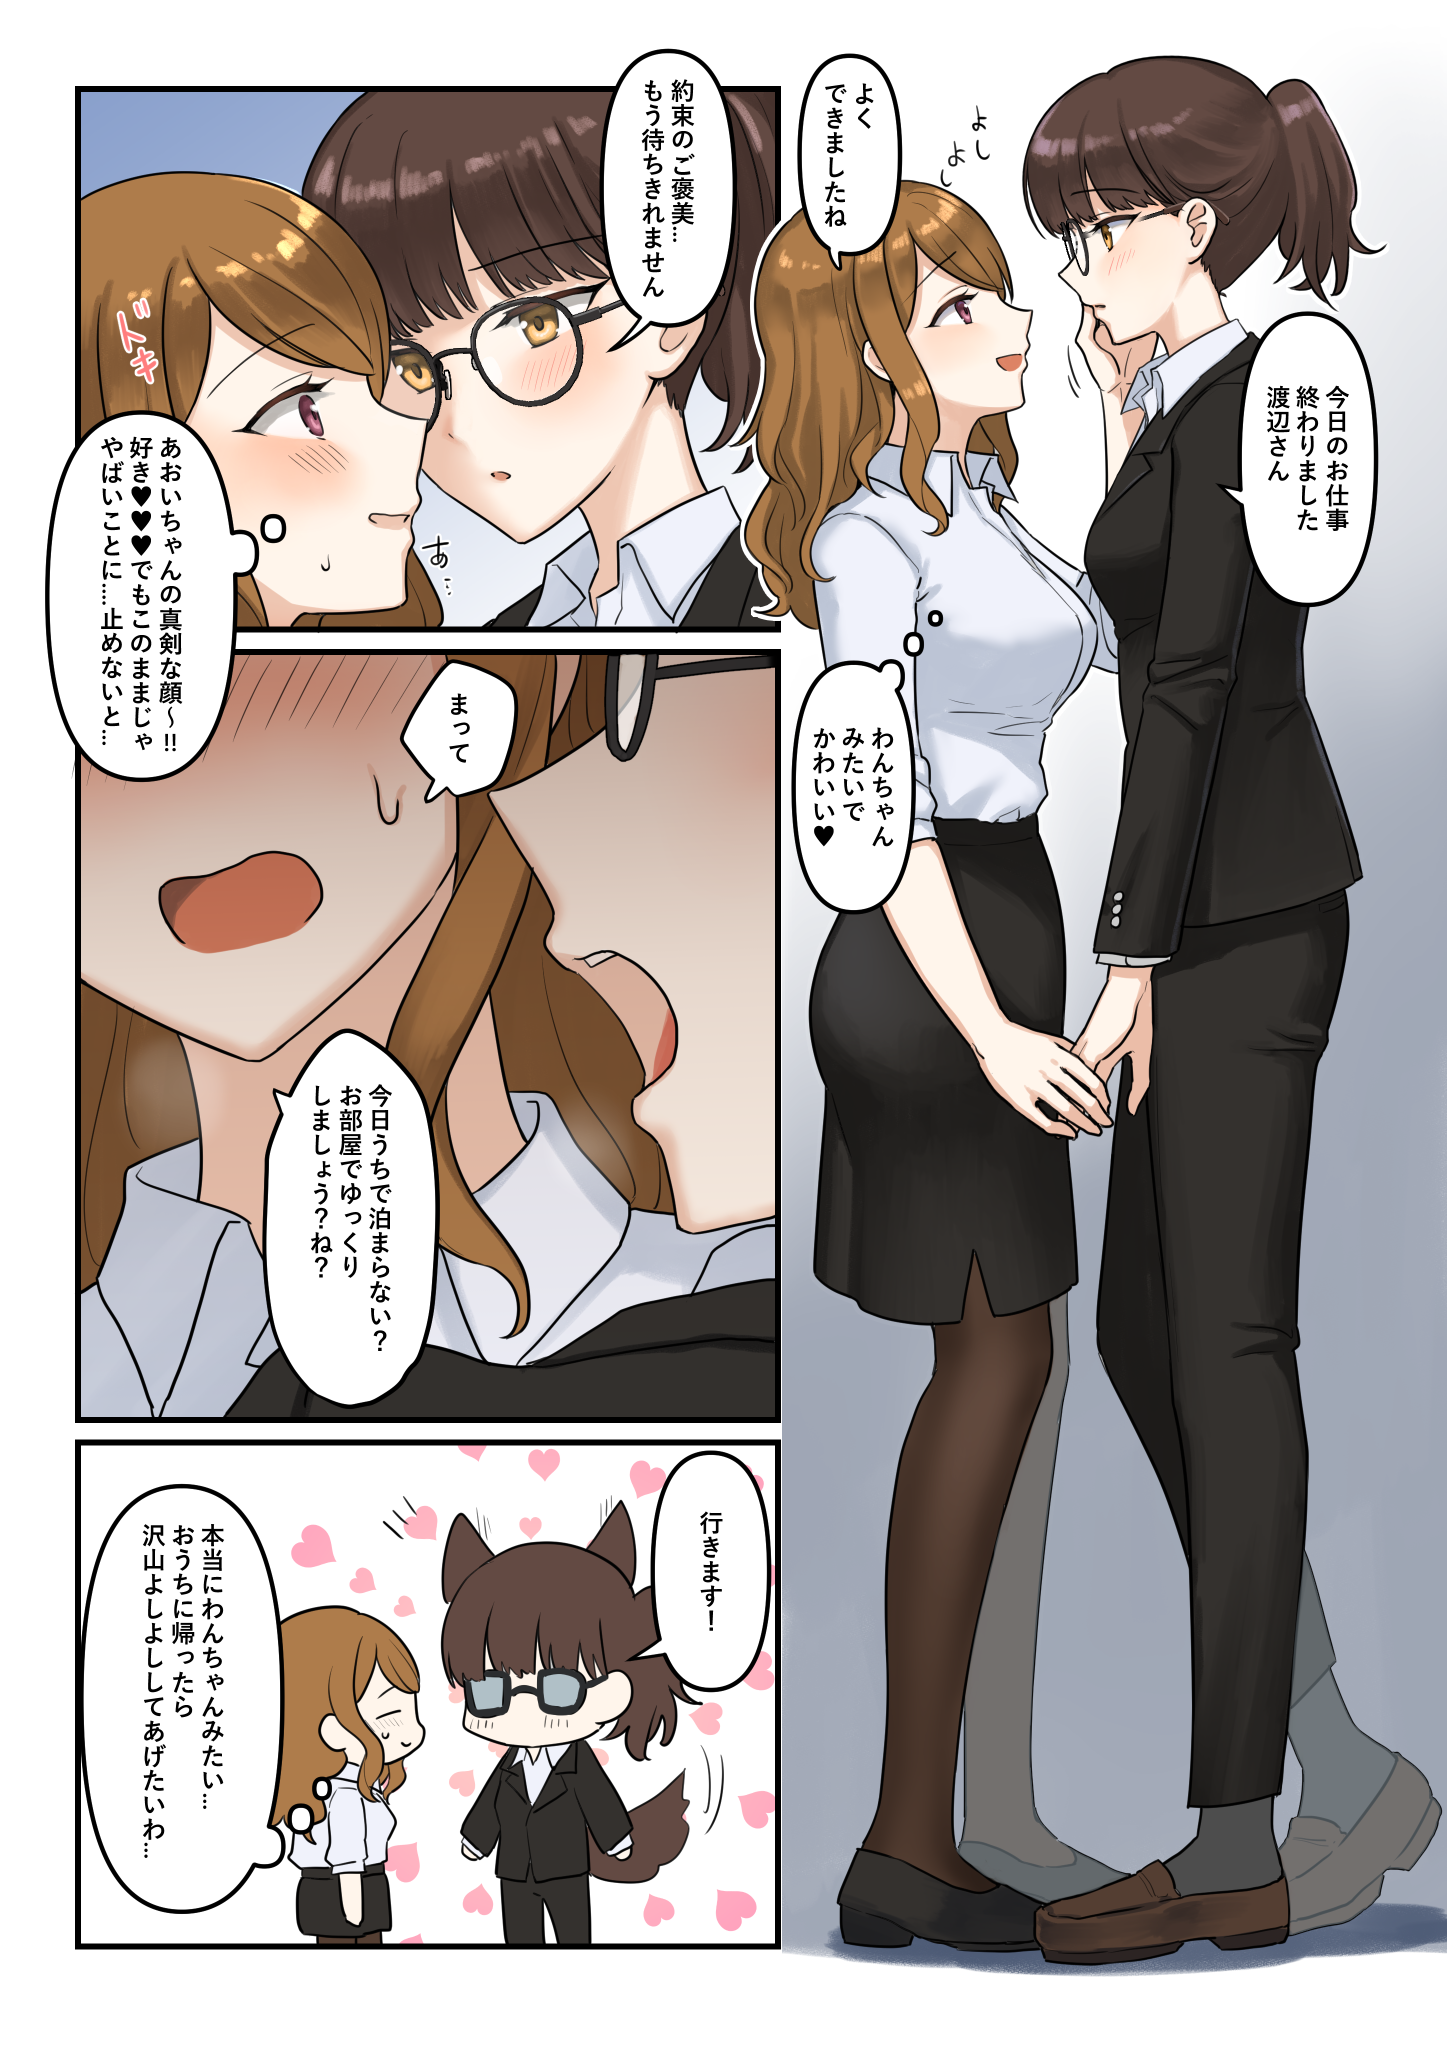 今日のお仕事
終わりました
渡辺さん
よし
よし
よく
できましたね
わんちゃん
みたいで
かわいい♥
約束のご褒美…
もう待ちきれません
ドキ
あ…
あおいちゃんの真剣な顔～!!
好き♥♥♥でもこのままじゃ
やばいことに…止めないと…
まって
今日うちで泊まらない？
お部屋でゆっくり
しましょう？ね？
行きます！
本当にわんちゃんみたい…
おうちに帰ったら
沢山よしよししてあげたいわ…